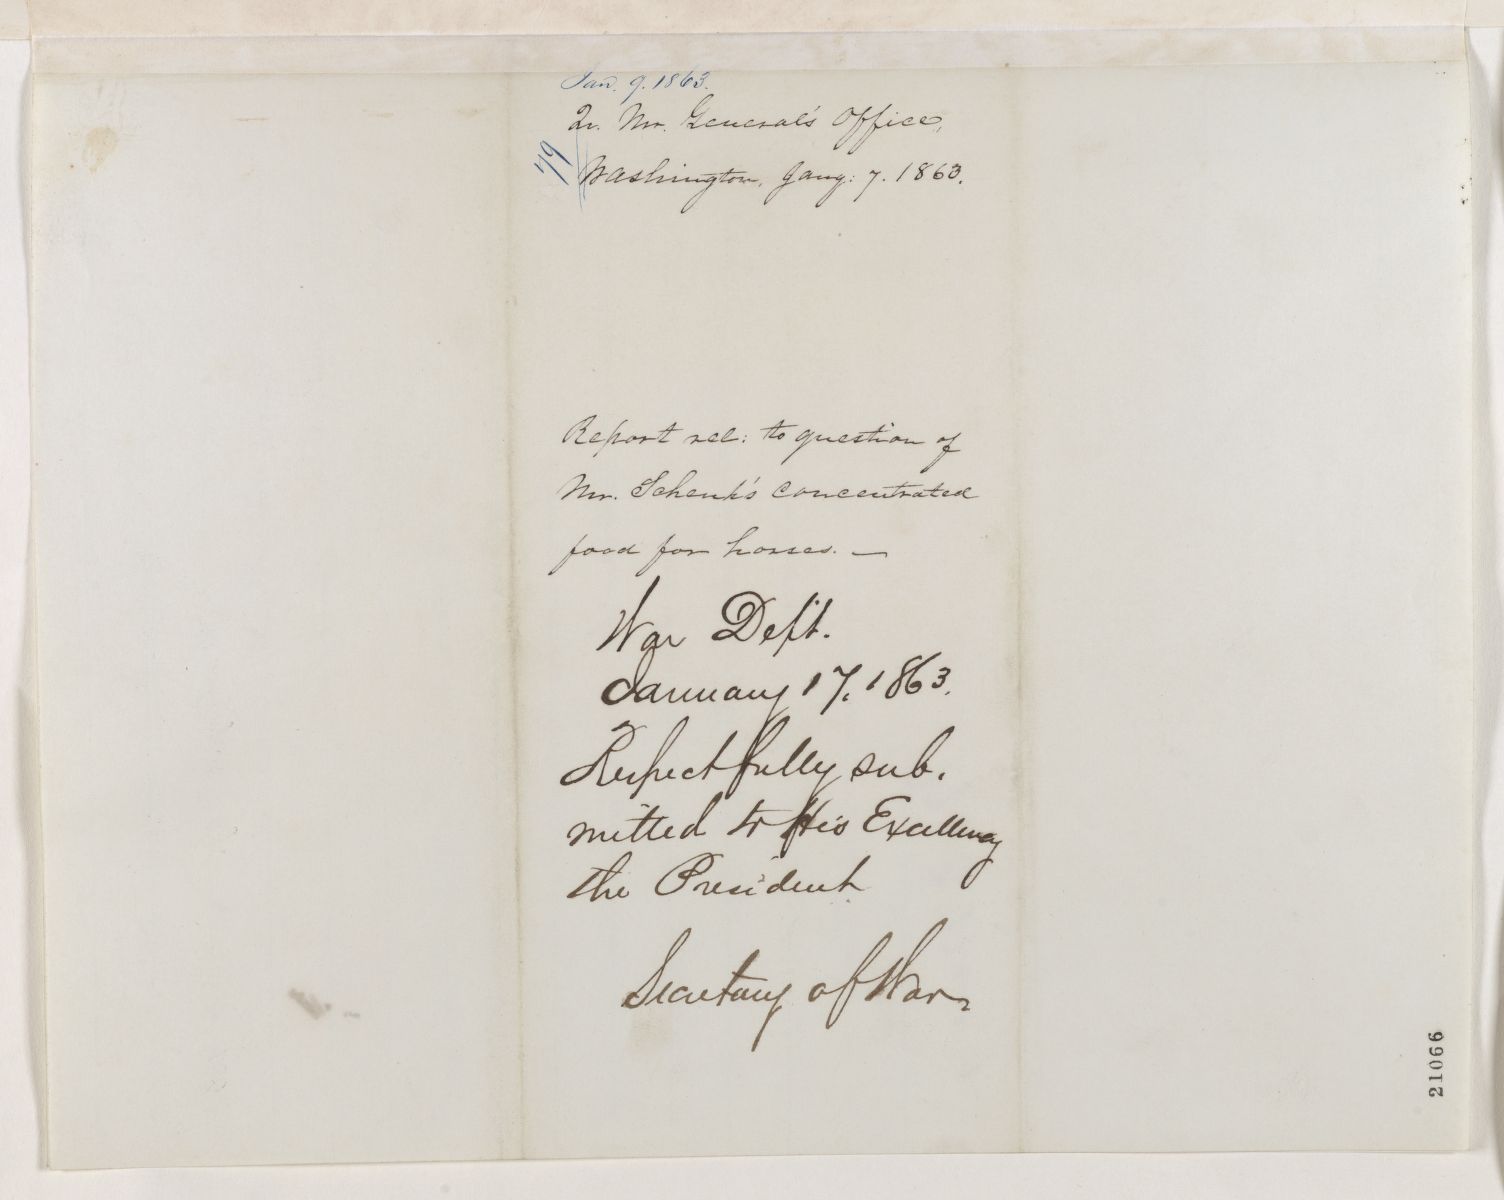 Jan. 9. 1863.
Qr. Mr. General's Office,
79
Washington, Jany: 7. 1863.
Report rel: to question of
Mr. Schenk's concentrated
food for horses. —
War Dept.
January 17. 1863.
Respectfully sub.
mitted to His Excellency
the President
Secretary of War
21066